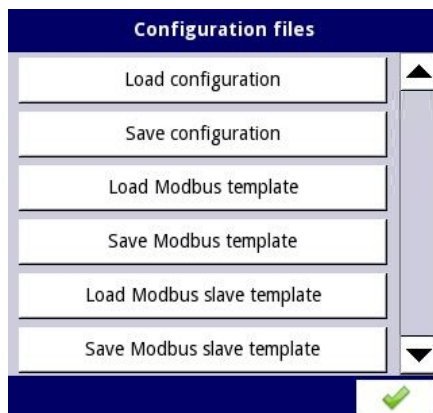 Configuration files
Load configuration
Save configuration
Load Modbus template
Save Modbus template
Load Modbus slave template
Save Modbus slave template